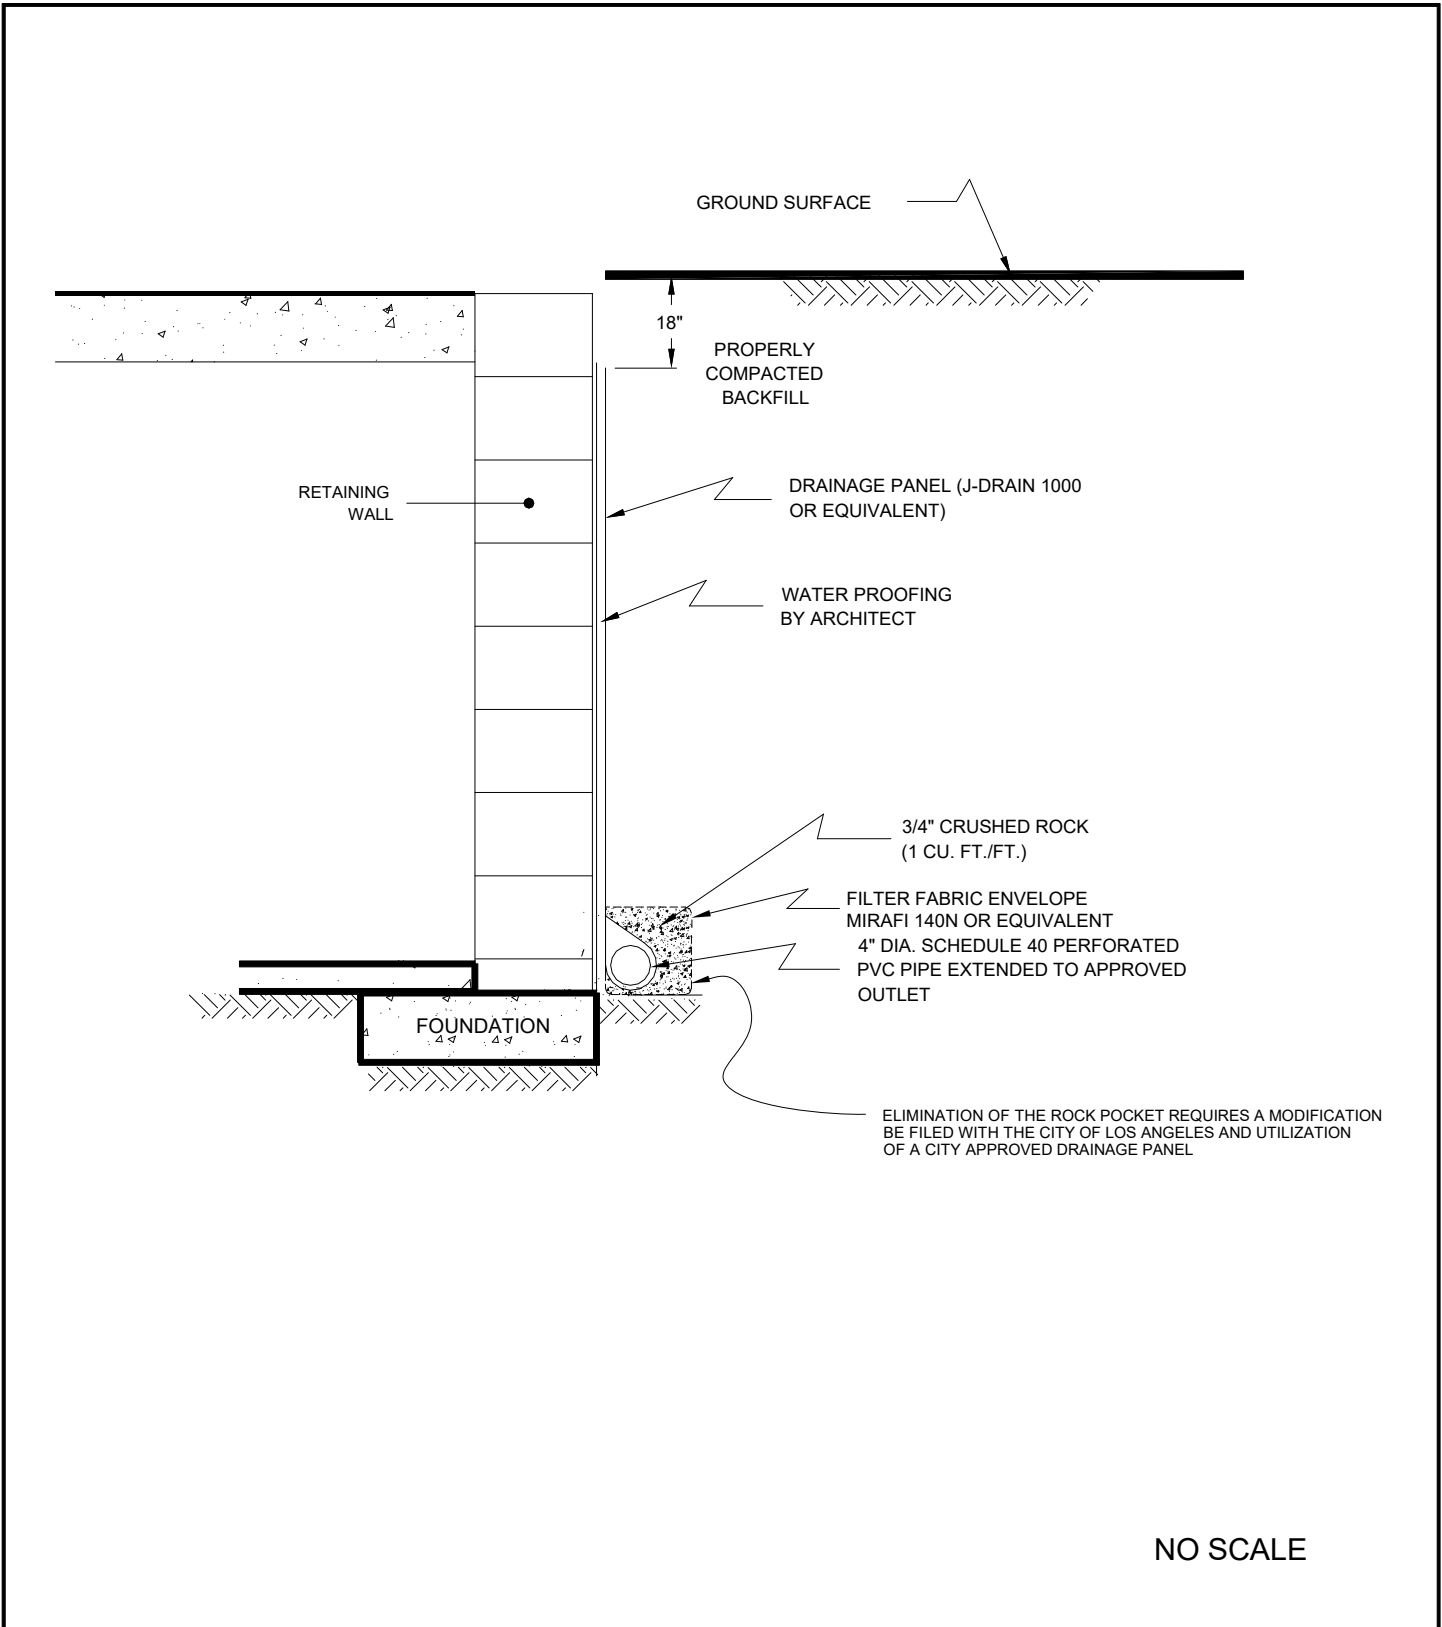 GROUND SURFACE
18"
PROPERLY
COMPACTED
BACKFILL
RETAINING
WALL
DRAINAGE PANEL (J-DRAIN 1000
OR EQUIVALENT)
WATER PROOFING
BY ARCHITECT
3/4" CRUSHED ROCK
(1 CU. FT./FT.)
FILTER FABRIC ENVELOPE
MIRAFI 140N OR EQUIVALENT
4" DIA. SCHEDULE 40 PERFORATED
PVC PIPE EXTENDED TO APPROVED
OUTLET
FOUNDATION
ELIMINATION OF THE ROCK POCKET REQUIRES A MODIFICATION
BE FILED WITH THE CITY OF LOS ANGELES AND UTILIZATION
OF A CITY APPROVED DRAINAGE PANEL
NO SCALE